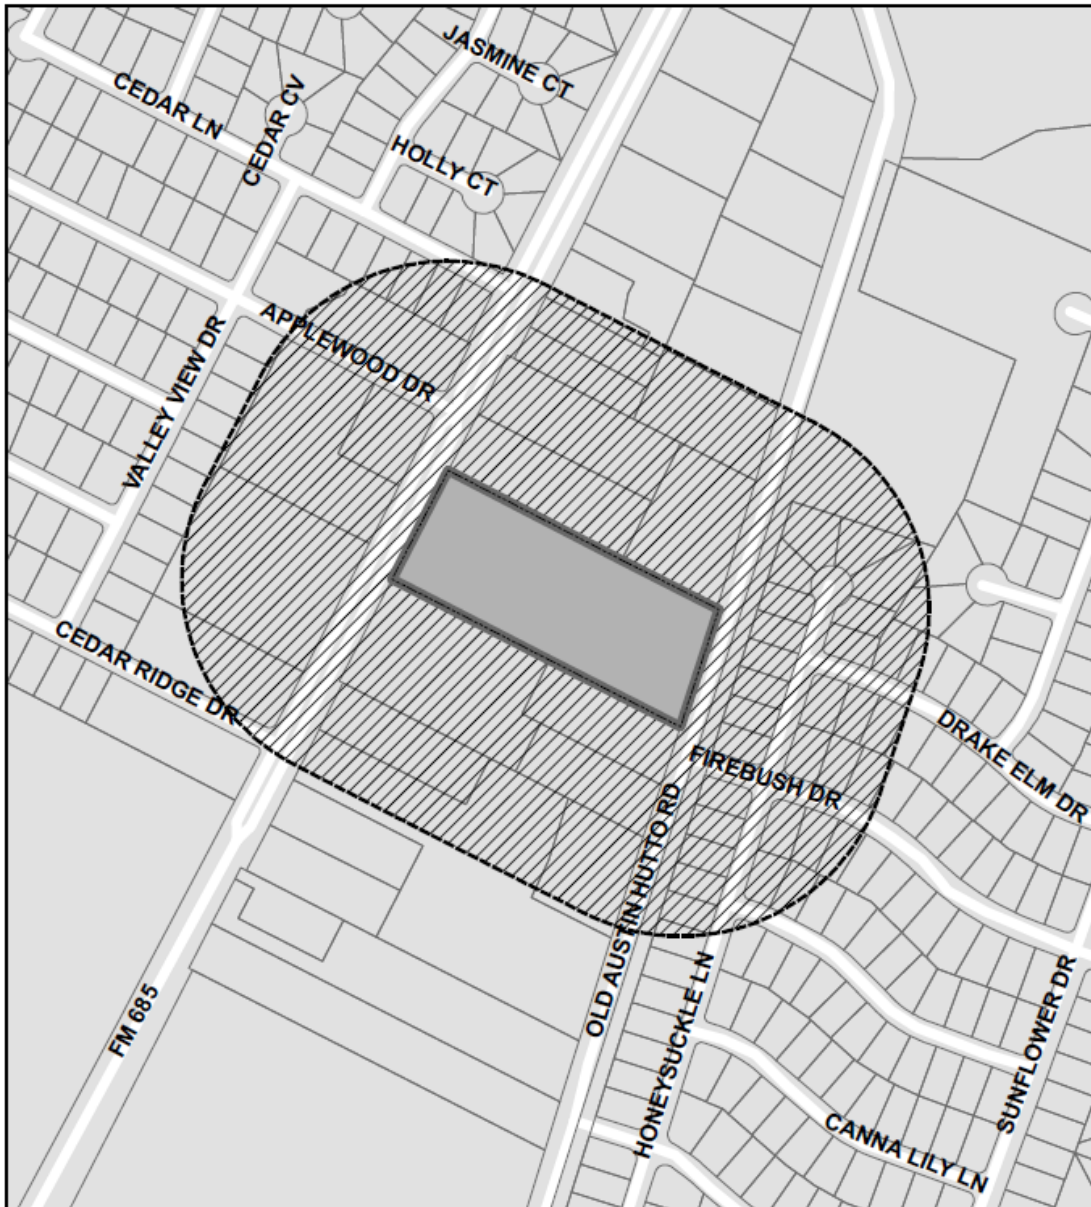 JASMINE CT
CEDAR LN
CEDAR CV
HOLLY CT
APPLEWOOD DR
VALLEY VIEW DR
CEDAR RIDGE DR
DRAKE ELM DR
FIREBUSH DR
OLD AUSTIN HUTTO RD
FM 685
HONEYSUCKLE LN
SUNFLOWER DR
CANNA LILY LN